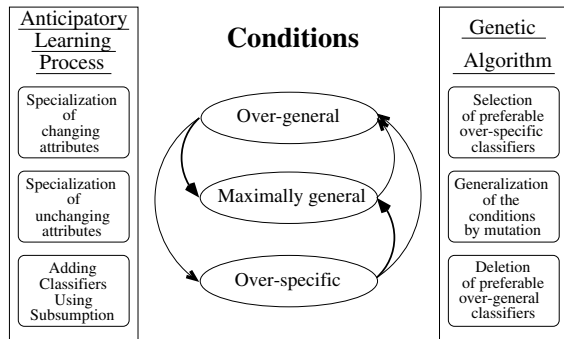 Anticipatory
Learning
Process
Specialization
of
changing
attributes
Specialization
of
unchanging
attributes
Adding
Classifiers
Using
Subsumption
Conditions
Over-general
Maximally general
Over-specific
Genetic
Algorithm
Selection
of preferable
over-specific
classifiers
Generalization
of the
conditions
by mutation
Deletion
of preferable
over-general
classifiers